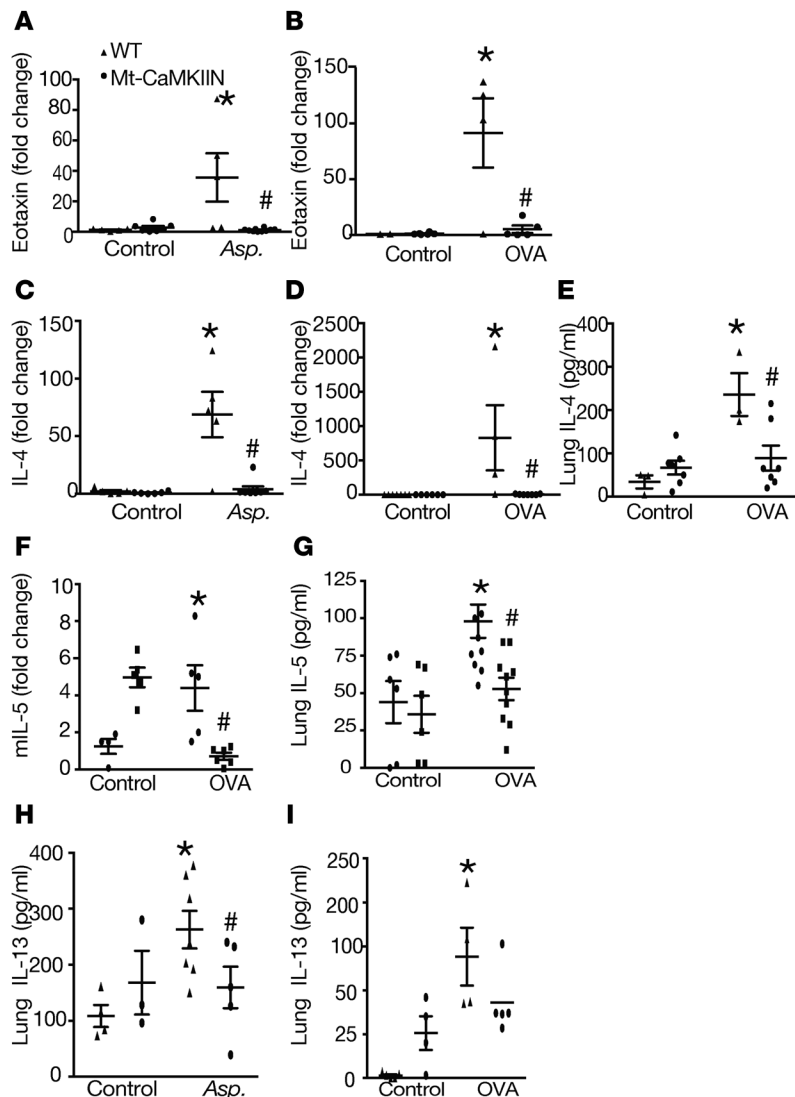 A
WT
Mt-CaMKIIN
Eotaxin (fold change)
100
80
60
40
20
0
*
#
Control
Asp.
B
Eotaxin (fold change)
150
100
50
0
*
#
Control
OVA
C
IL-4 (fold change)
150
100
50
0
*
#
Control
Asp.
D
IL-4 (fold change)
2500
2000
1500
1000
500
0
*
#
Control
OVA
E
Lung IL-4 (pg/ml)
400
300
200
100
0
*
#
Control
OVA
F
mIL-5 (fold change)
10
8
6
4
2
0
*
#
Control
OVA
G
Lung IL-5 (pg/ml)
125
100
75
50
25
0
*
#
Control
OVA
H
Lung IL-13 (pg/ml)
400
300
200
100
0
*
#
Control
Asp.
I
Lung IL-13 (pg/ml)
250
200
100
50
25
0
*
Control
OVA